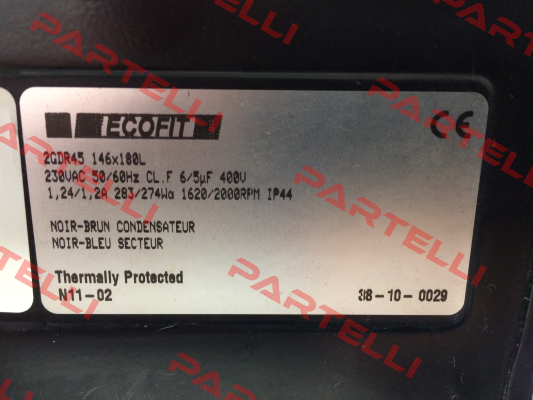 ECOFIT
CE
2GDR45 146x180L
230VAC 50/60Hz CL.F 6/5µF 400V
1,24/1,2A 283/274Wa 1620/2000RPM IP44
NOIR-BRUN CONDENSATEUR
NOIR-BLEU SECTEUR
Thermally Protected
N11-02
38-10-0029
PARTELLI
PARTELLI
PARTELLI
PARTELLI
PARTELLI